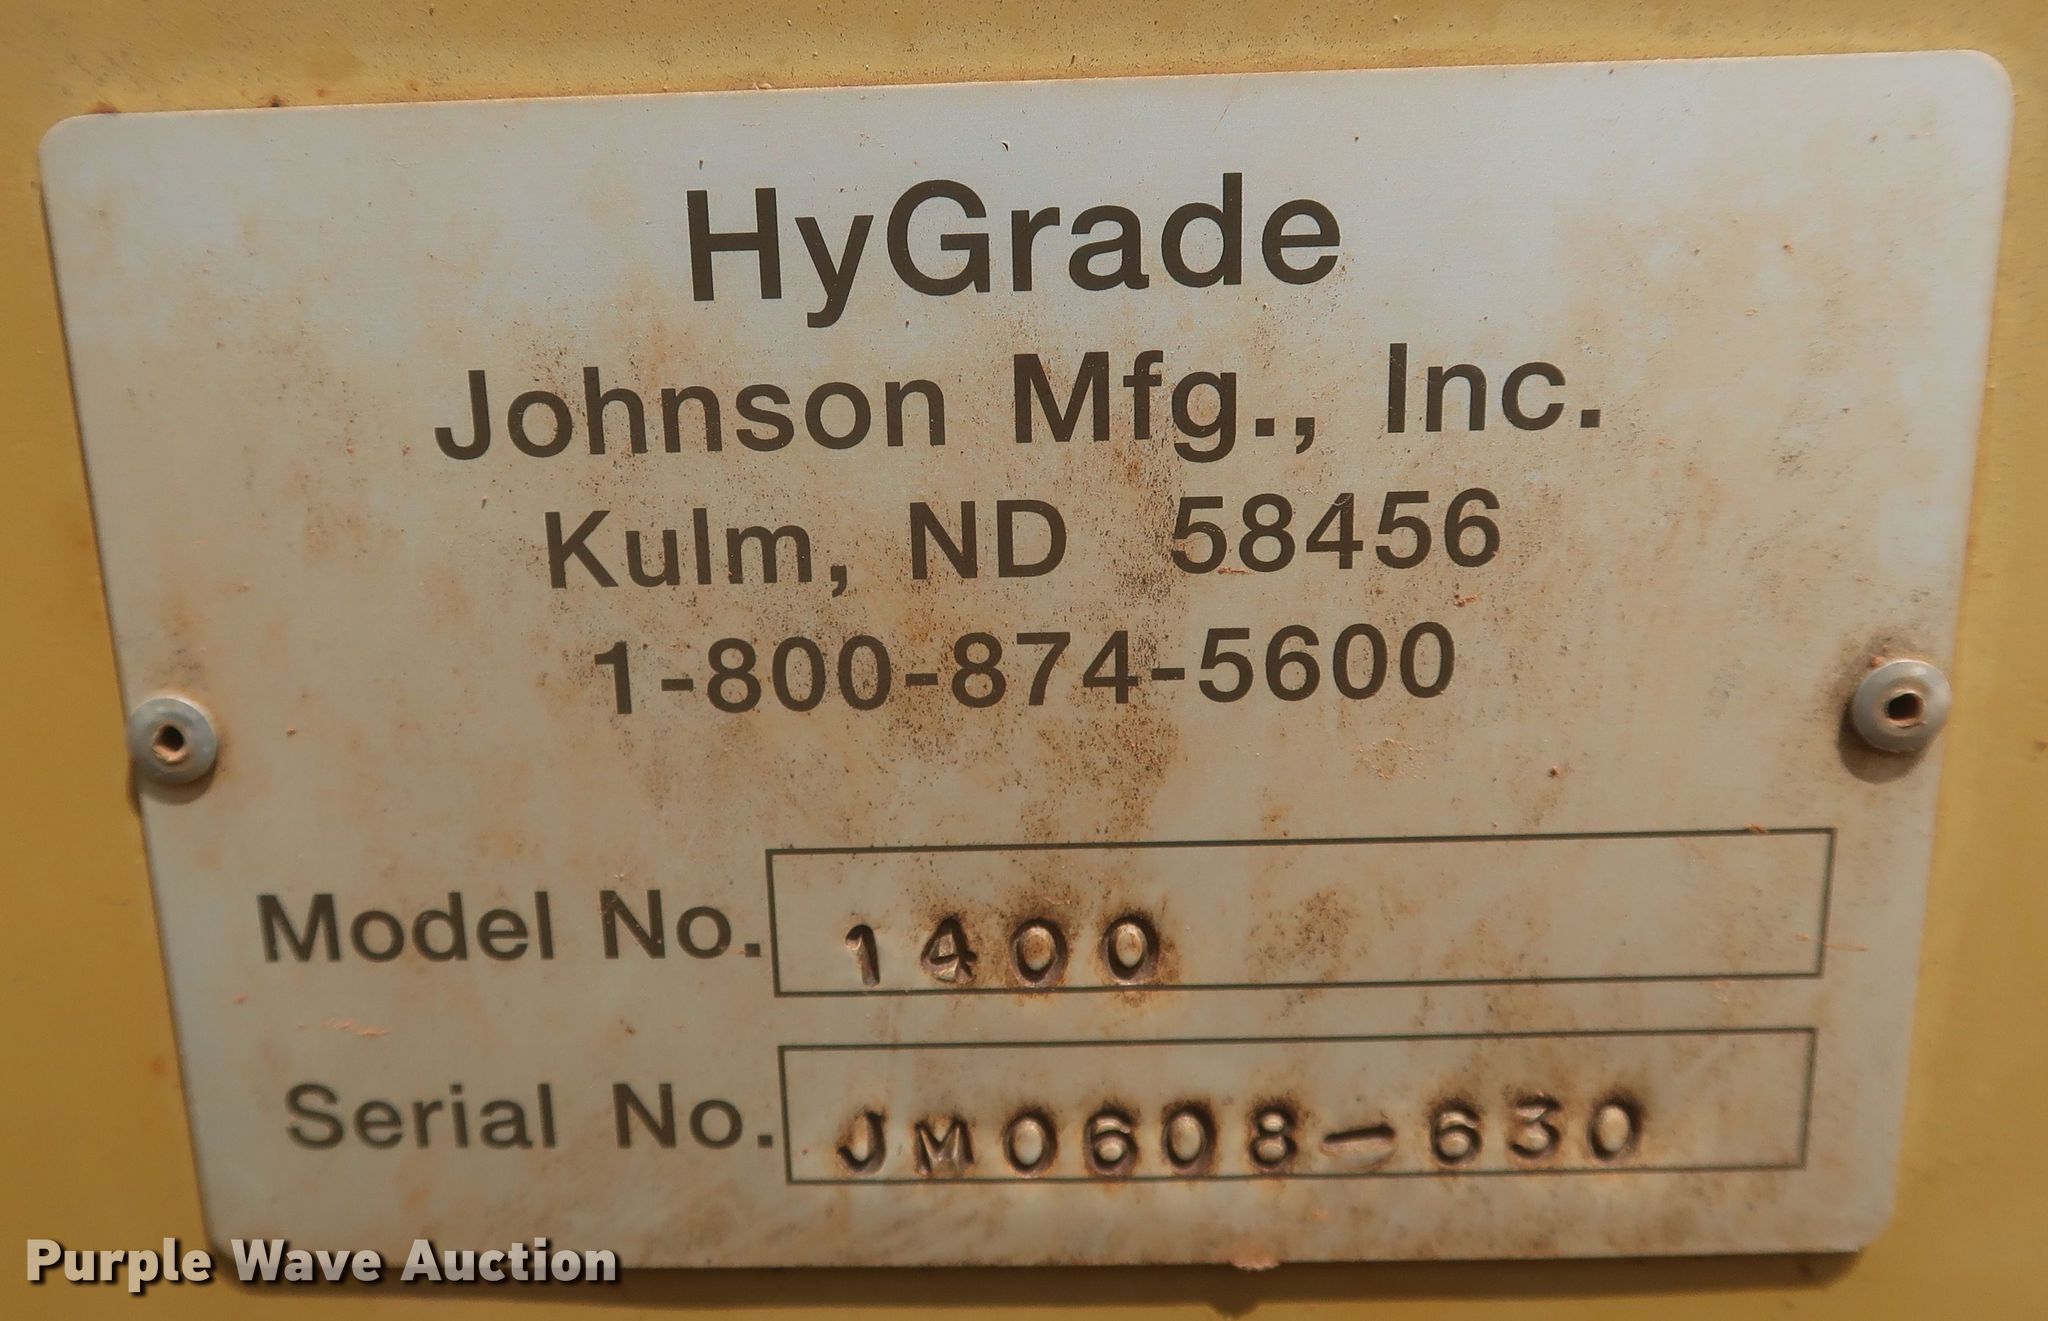 HyGrade
Johnson Mfg., Inc.
Kulm, ND 58456
1-800-874-5600
Model No. 1400
Serial No. JM0608-630
Purple Wave Auction